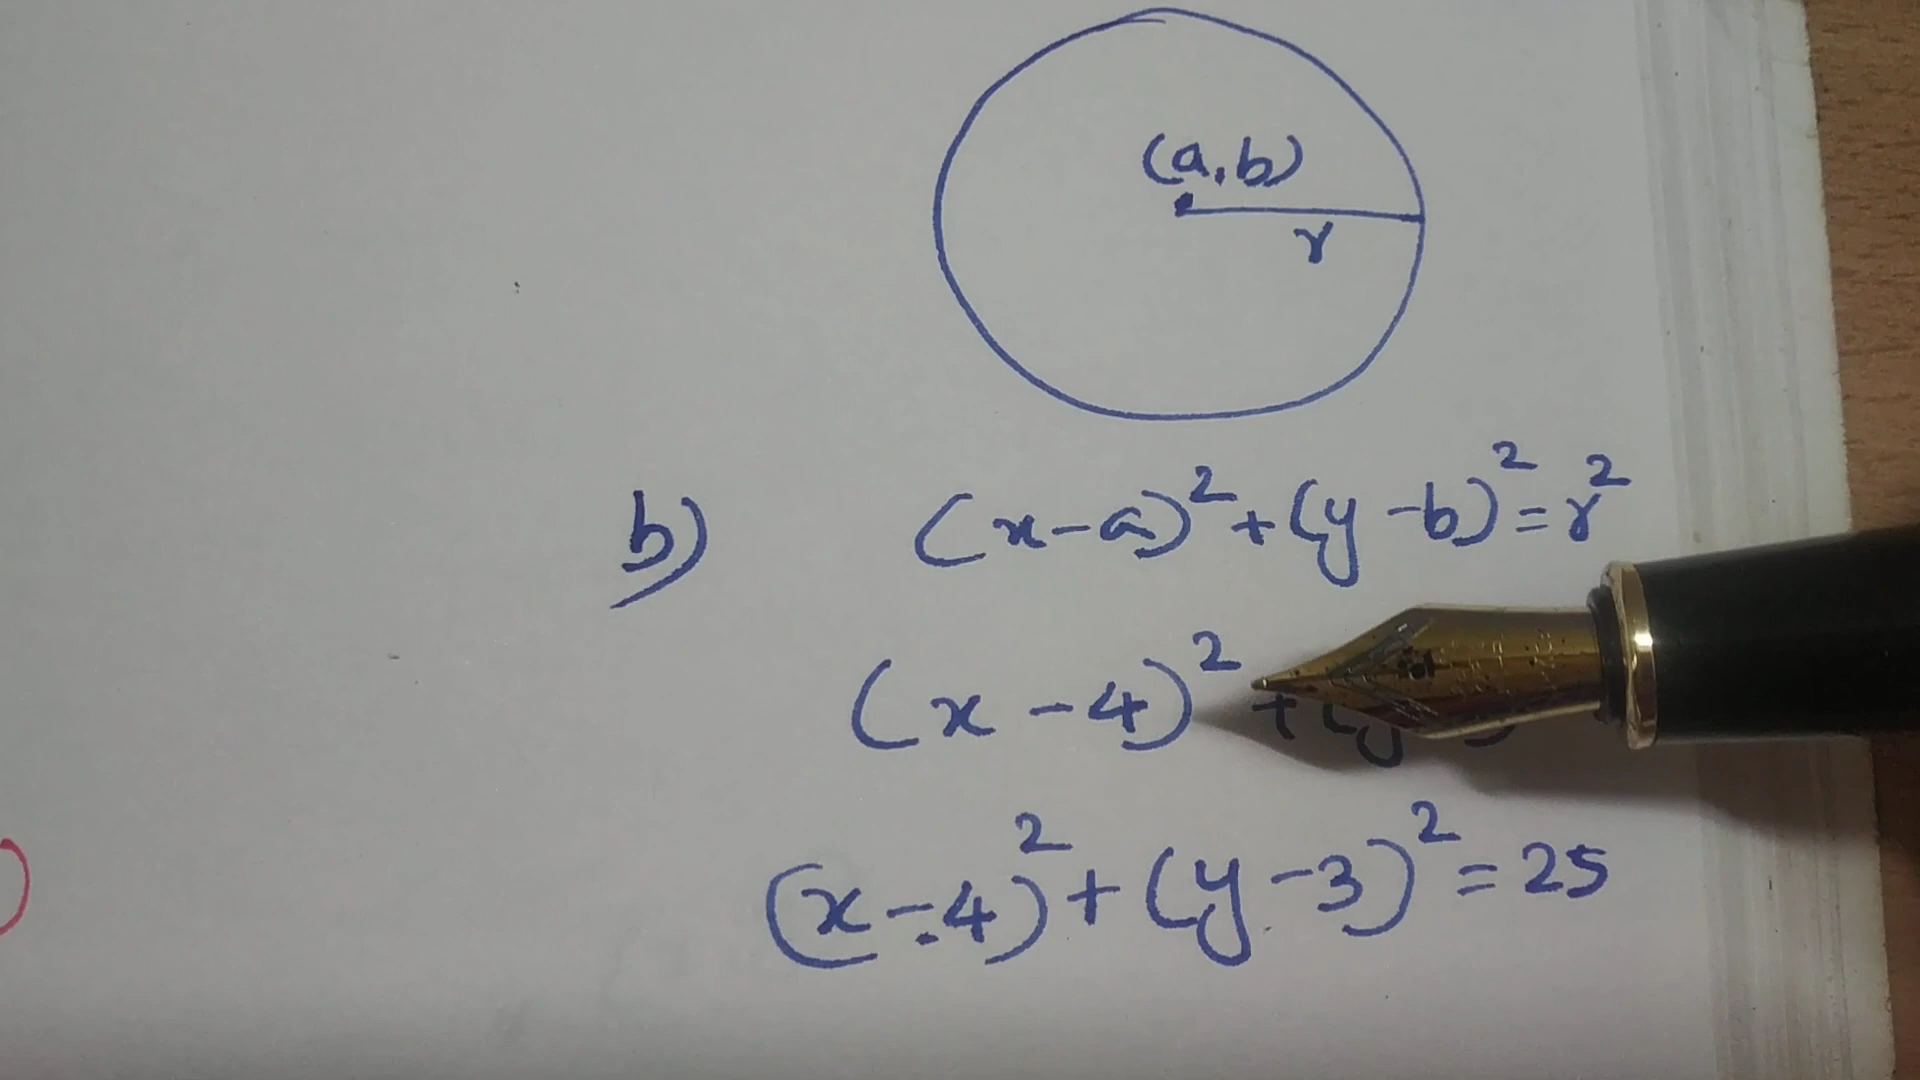 (a,b)
r
b) (x-a)²+(y-b)²=r²
(x-4)²+(y
(x-4)²+(y-3)²=25